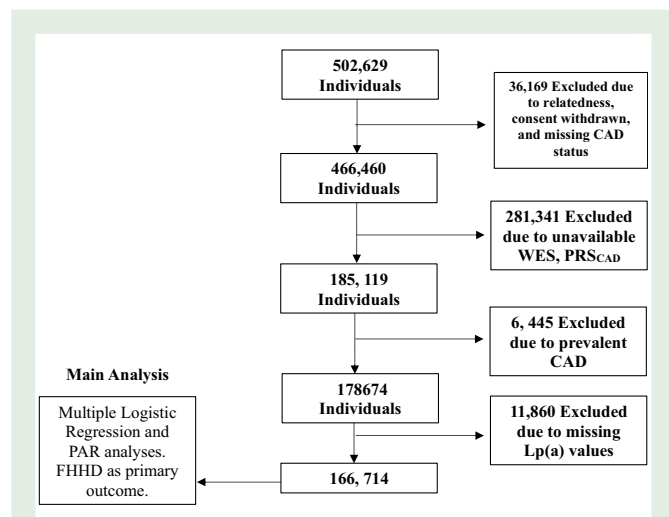 502,629
Individuals
36,169 Excluded due
to relatedness,
consent withdrawn,
and missing CAD
status
466,460
Individuals
281,341 Excluded
due to unavailable
WES, PRSCAD
185, 119
Individuals
6, 445 Excluded
due to prevalent
CAD
Main Analysis
178674
Individuals
11,860 Excluded
due to missing
Lp(a) values
Multiple Logistic
Regression and
PAR analyses.
FHHD as primary
outcome.
166, 714